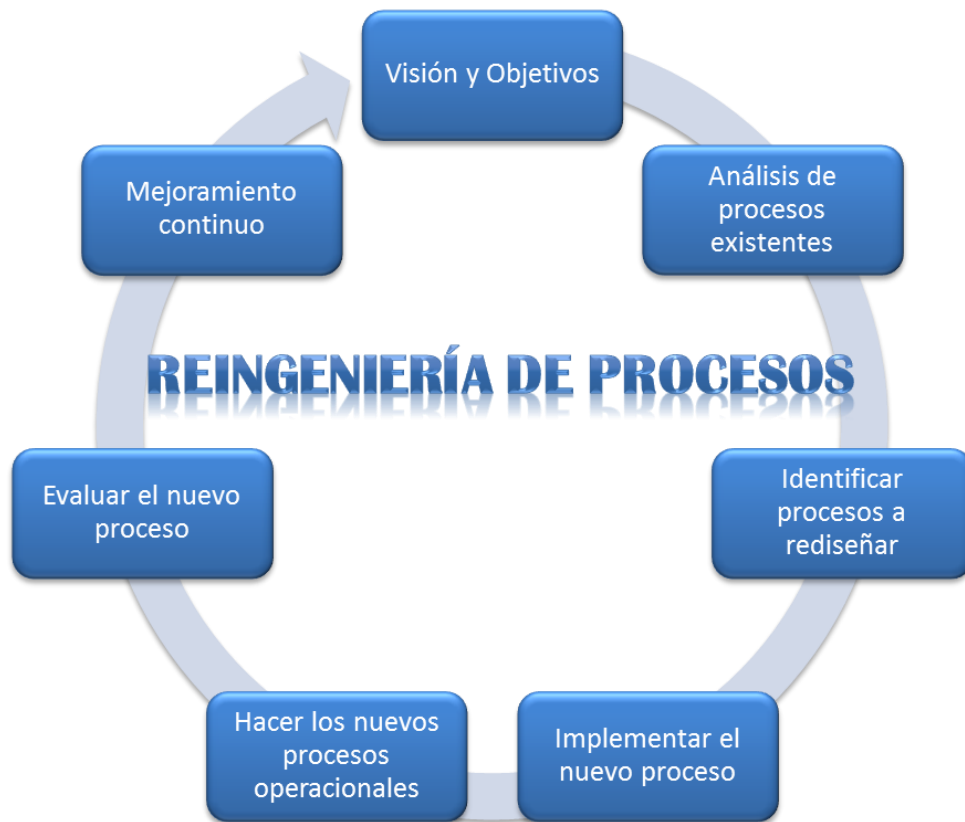 Visión y Objetivos
Análisis de
procesos
existentes
Identificar
procesos a
rediseñar
Implementar el
nuevo proceso
Hacer los nuevos
procesos
operacionales
Evaluar el nuevo
proceso
Mejoramiento
continuo
REINGENIERÍA DE PROCESOS